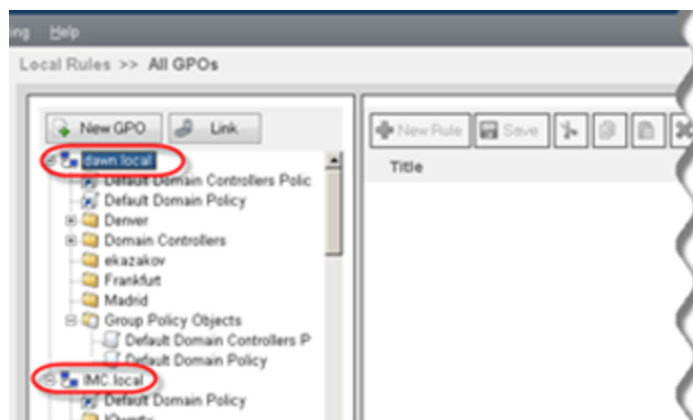 Help
Local Rules >> All GPOs
New GPO Link
New Rule Save
Title
dawn.local
Default Domain Controllers Polic
Default Domain Policy
Denver
Domain Controllers
ekazakov
Frankfurt
Madrid
Group Policy Objects
Default Domain Controllers P
Default Domain Policy
IMC.local
Default Domain Policy